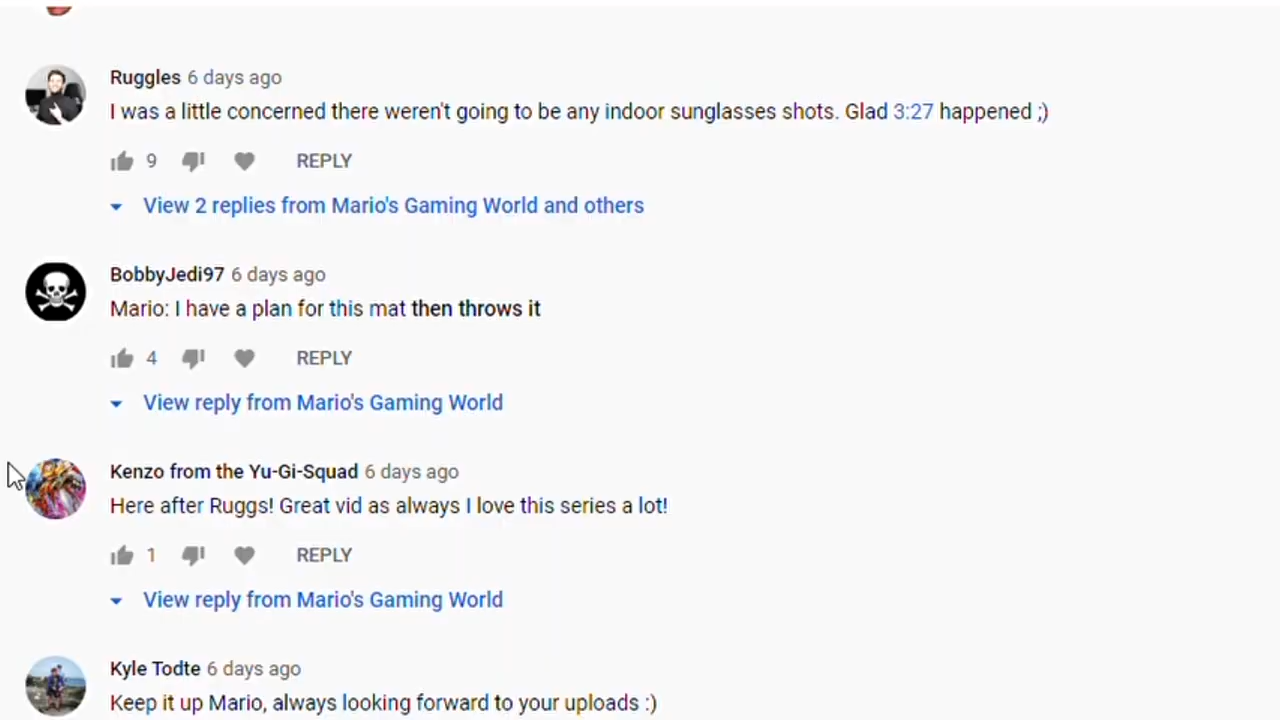 Ruggles 6 days ago
I was a little concerned there weren't going to be any indoor sunglasses shots. Glad 3:27 happened ;)
9 REPLY
View 2 replies from Mario's Gaming World and others
BobbyJedi97 6 days ago
Mario: I have a plan for this mat then throws it
4 REPLY
View reply from Mario's Gaming World
Kenzo from the Yu-Gi-Squad 6 days ago
Here after Ruggs! Great vid as always I love this series a lot!
1 REPLY
View reply from Mario's Gaming World
Kyle Todte 6 days ago
Keep it up Mario, always looking forward to your uploads :)